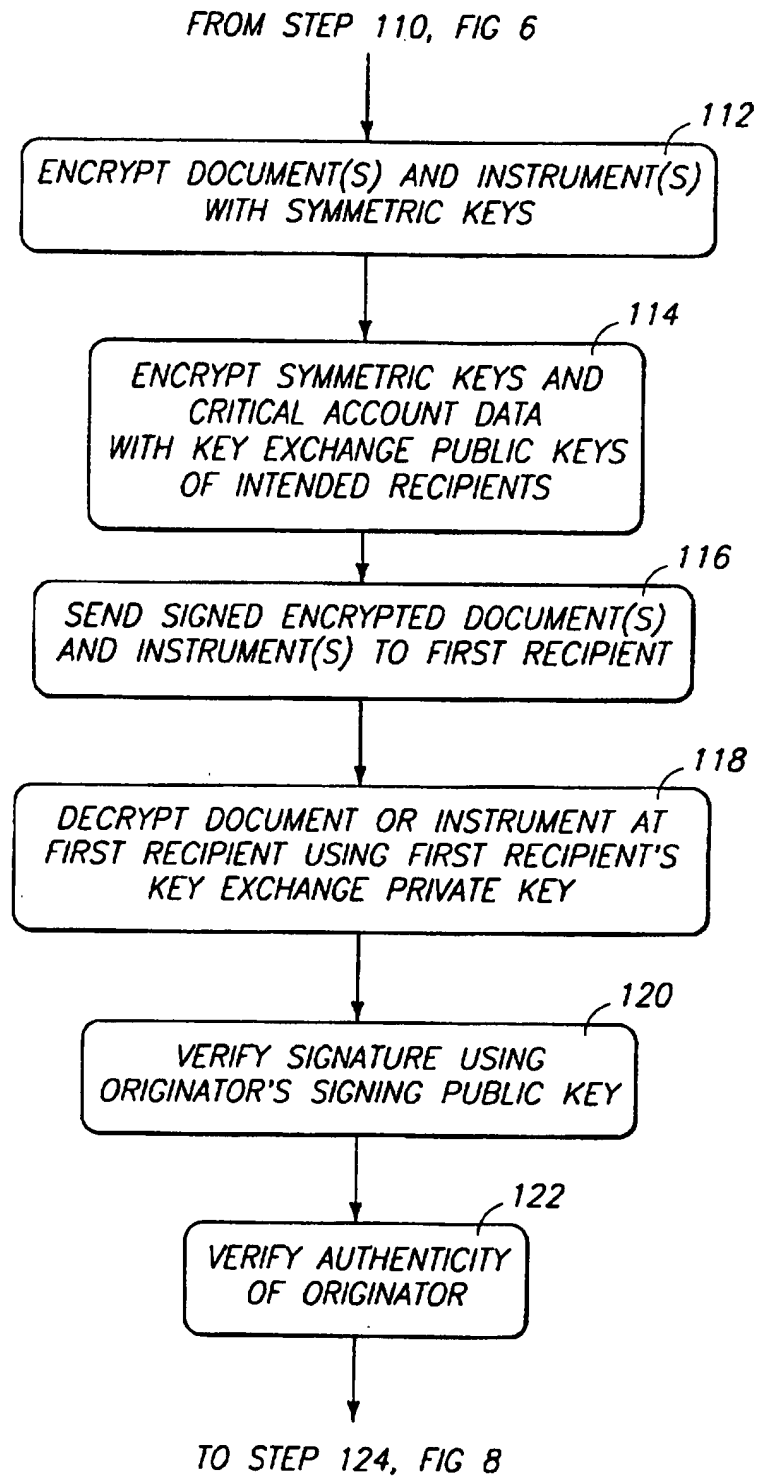 FROM STEP 110, FIG 6
112
ENCRYPT DOCUMENT(S) AND INSTRUMENT(S)
WITH SYMMETRIC KEYS
114
ENCRYPT SYMMETRIC KEYS AND
CRITICAL ACCOUNT DATA
WITH KEY EXCHANGE PUBLIC KEYS
OF INTENDED RECIPIENTS
116
SEND SIGNED ENCRYPTED DOCUMENT(S)
AND INSTRUMENT(S) TO FIRST RECIPIENT
118
DECRYPT DOCUMENT OR INSTRUMENT AT
FIRST RECIPIENT USING FIRST RECIPIENT'S
KEY EXCHANGE PRIVATE KEY
120
VERIFY SIGNATURE USING
ORIGINATOR'S SIGNING PUBLIC KEY
122
VERIFY AUTHENTICITY
OF ORIGINATOR
TO STEP 124, FIG 8